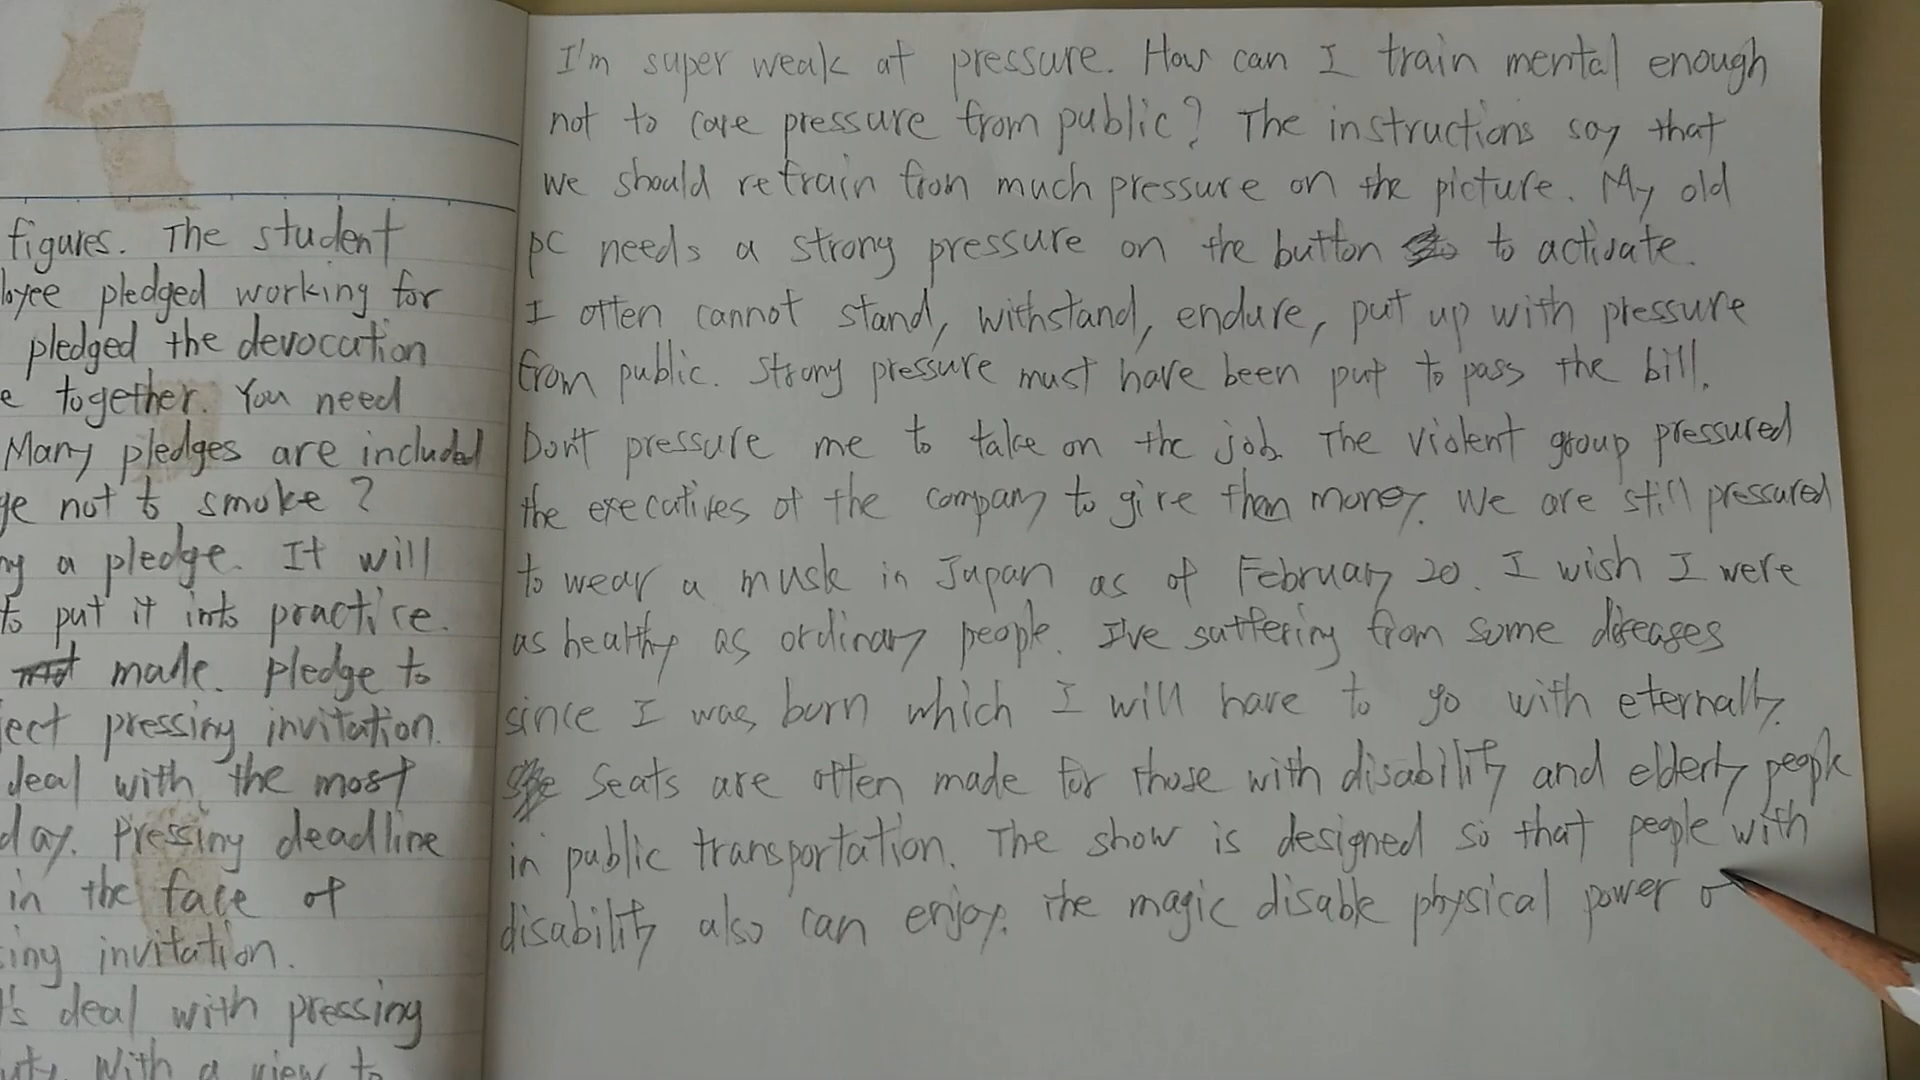 figures. The student
loyee pledged working for
pledged the devocation
e together. You need
Many pledges are included
ge not to smoke?
ng a pledge. It will
to put it into practice.
made. Pledge to
ject pressing invitation.
deal with the most
day. Pressing deadline
in the face of
sing invitation.
's deal with pressing
With a view to
I'm super weak at pressure. How can I train mental enough
not to care pressure from public? The instructions say that
we should refrain from much pressure on the picture. My old
pc needs a strong pressure on the button to activate.
I often cannot stand, withstand, endure, put up with pressure
from public. Strong pressure must have been put to pass the bill.
Don't pressure me to take on the job. The violent group pressured
the executives of the company to give them money. We are still pressured
to wear a musk in Japan as of February 20. I wish I were
as healthy as ordinary people. I've suffering from some diseases
since I was born which I will have to go with eternally.
Seats are often made for those with disability and elderly people
in public transportation. The show is designed so that people with
disability also can enjoy. The magic disable physical power o